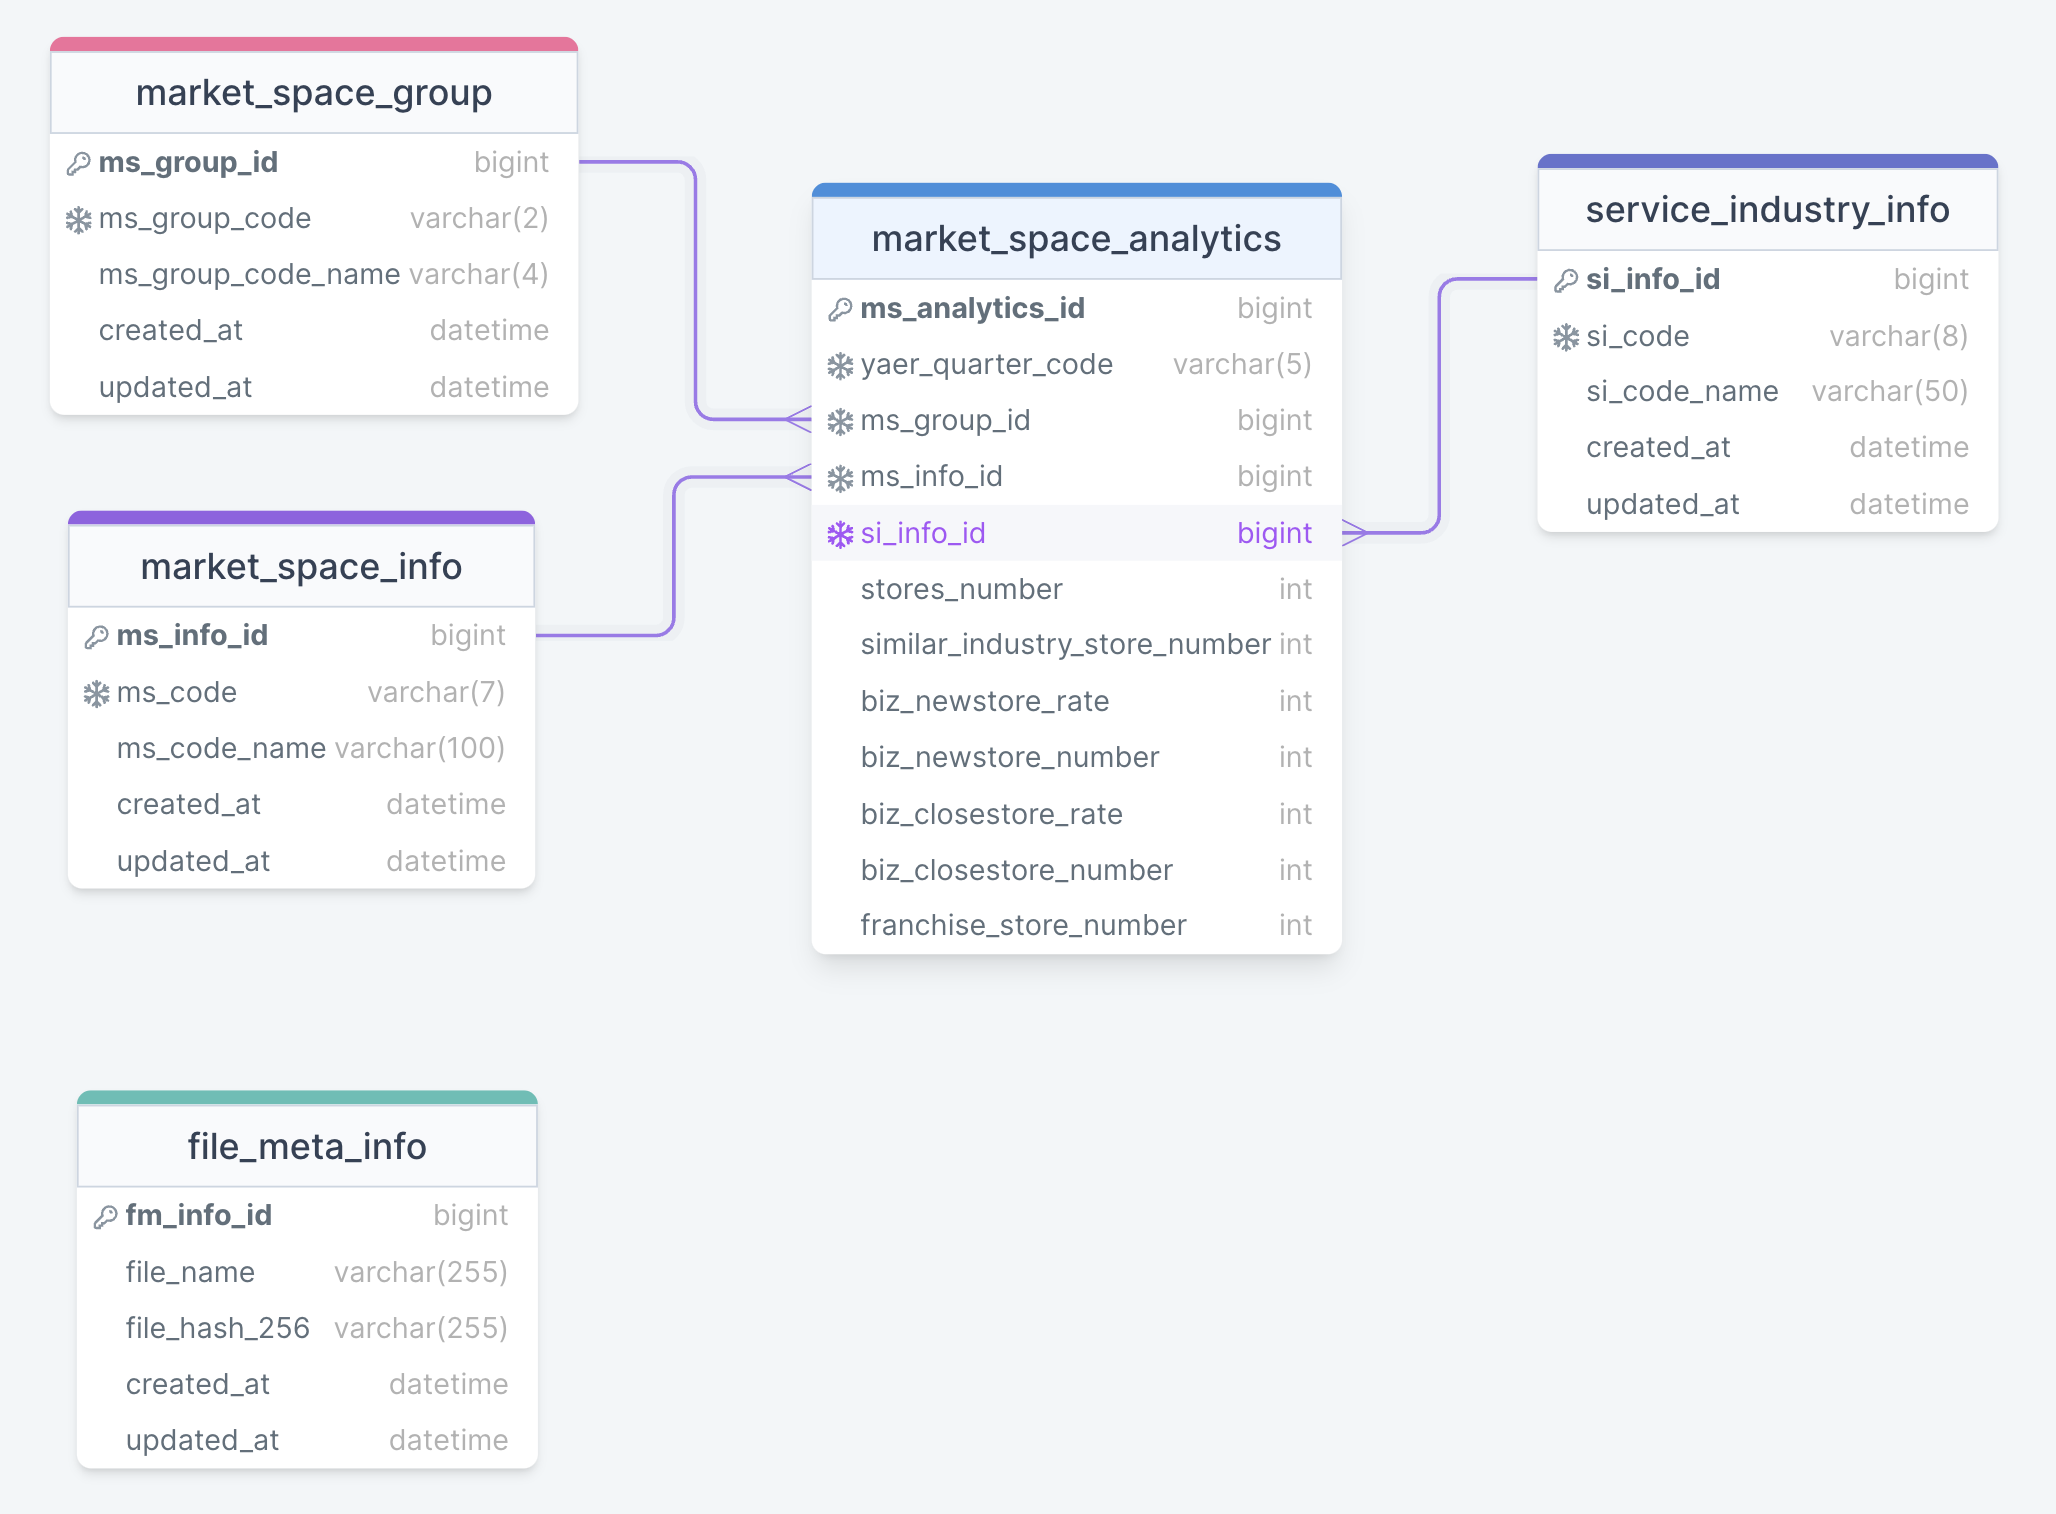 market_space_group
ms_group_id bigint
ms_group_code varchar(2)
ms_group_code_name varchar(4)
created_at datetime
updated_at datetime
market_space_info
ms_info_id bigint
ms_code varchar(7)
ms_code_name varchar(100)
created_at datetime
updated_at datetime
file_meta_info
fm_info_id bigint
file_name varchar(255)
file_hash_256 varchar(255)
created_at datetime
updated_at datetime
market_space_analytics
ms_analytics_id bigint
yaer_quarter_code varchar(5)
ms_group_id bigint
ms_info_id bigint
si_info_id bigint
stores_number int
similar_industry_store_number int
biz_newstore_rate int
biz_newstore_number int
biz_closestore_rate int
biz_closestore_number int
franchise_store_number int
service_industry_info
si_info_id bigint
si_code varchar(8)
si_code_name varchar(50)
created_at datetime
updated_at datetime